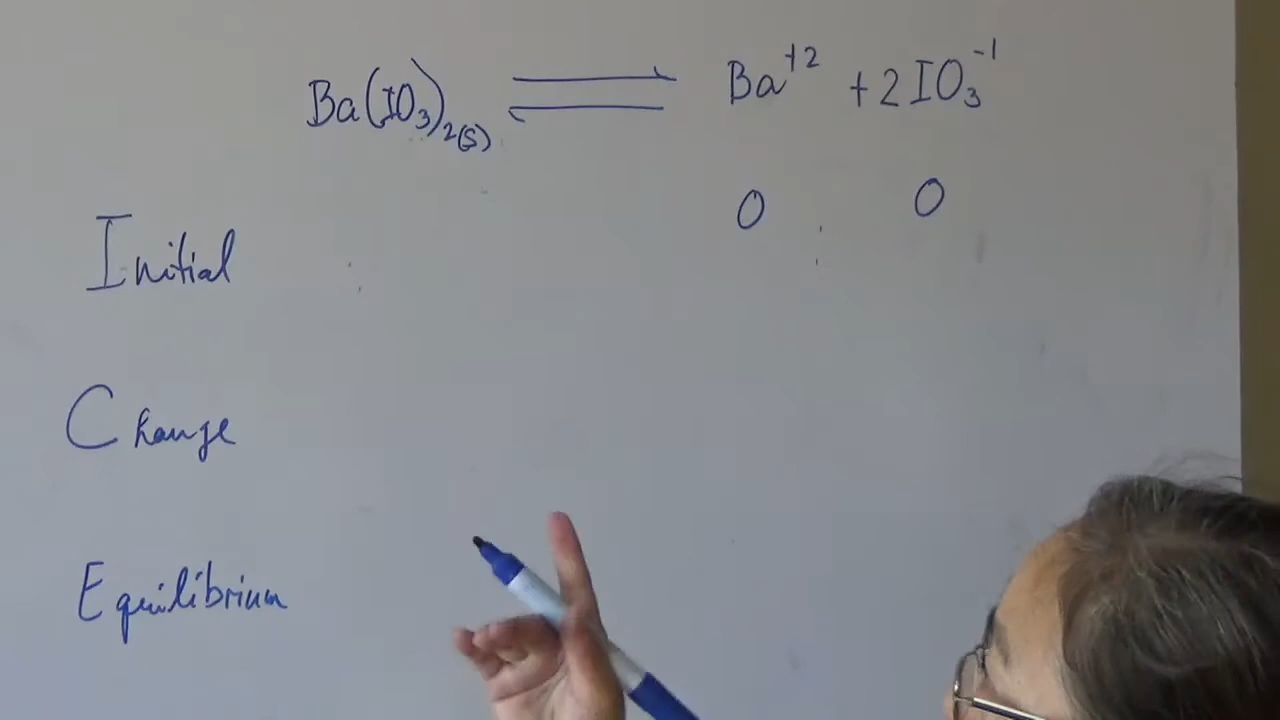 Ba(IO₃)₂(s) ⇌ Ba⁺² + 2IO₃⁻¹
0 0
Initial
Change
Equilibrium